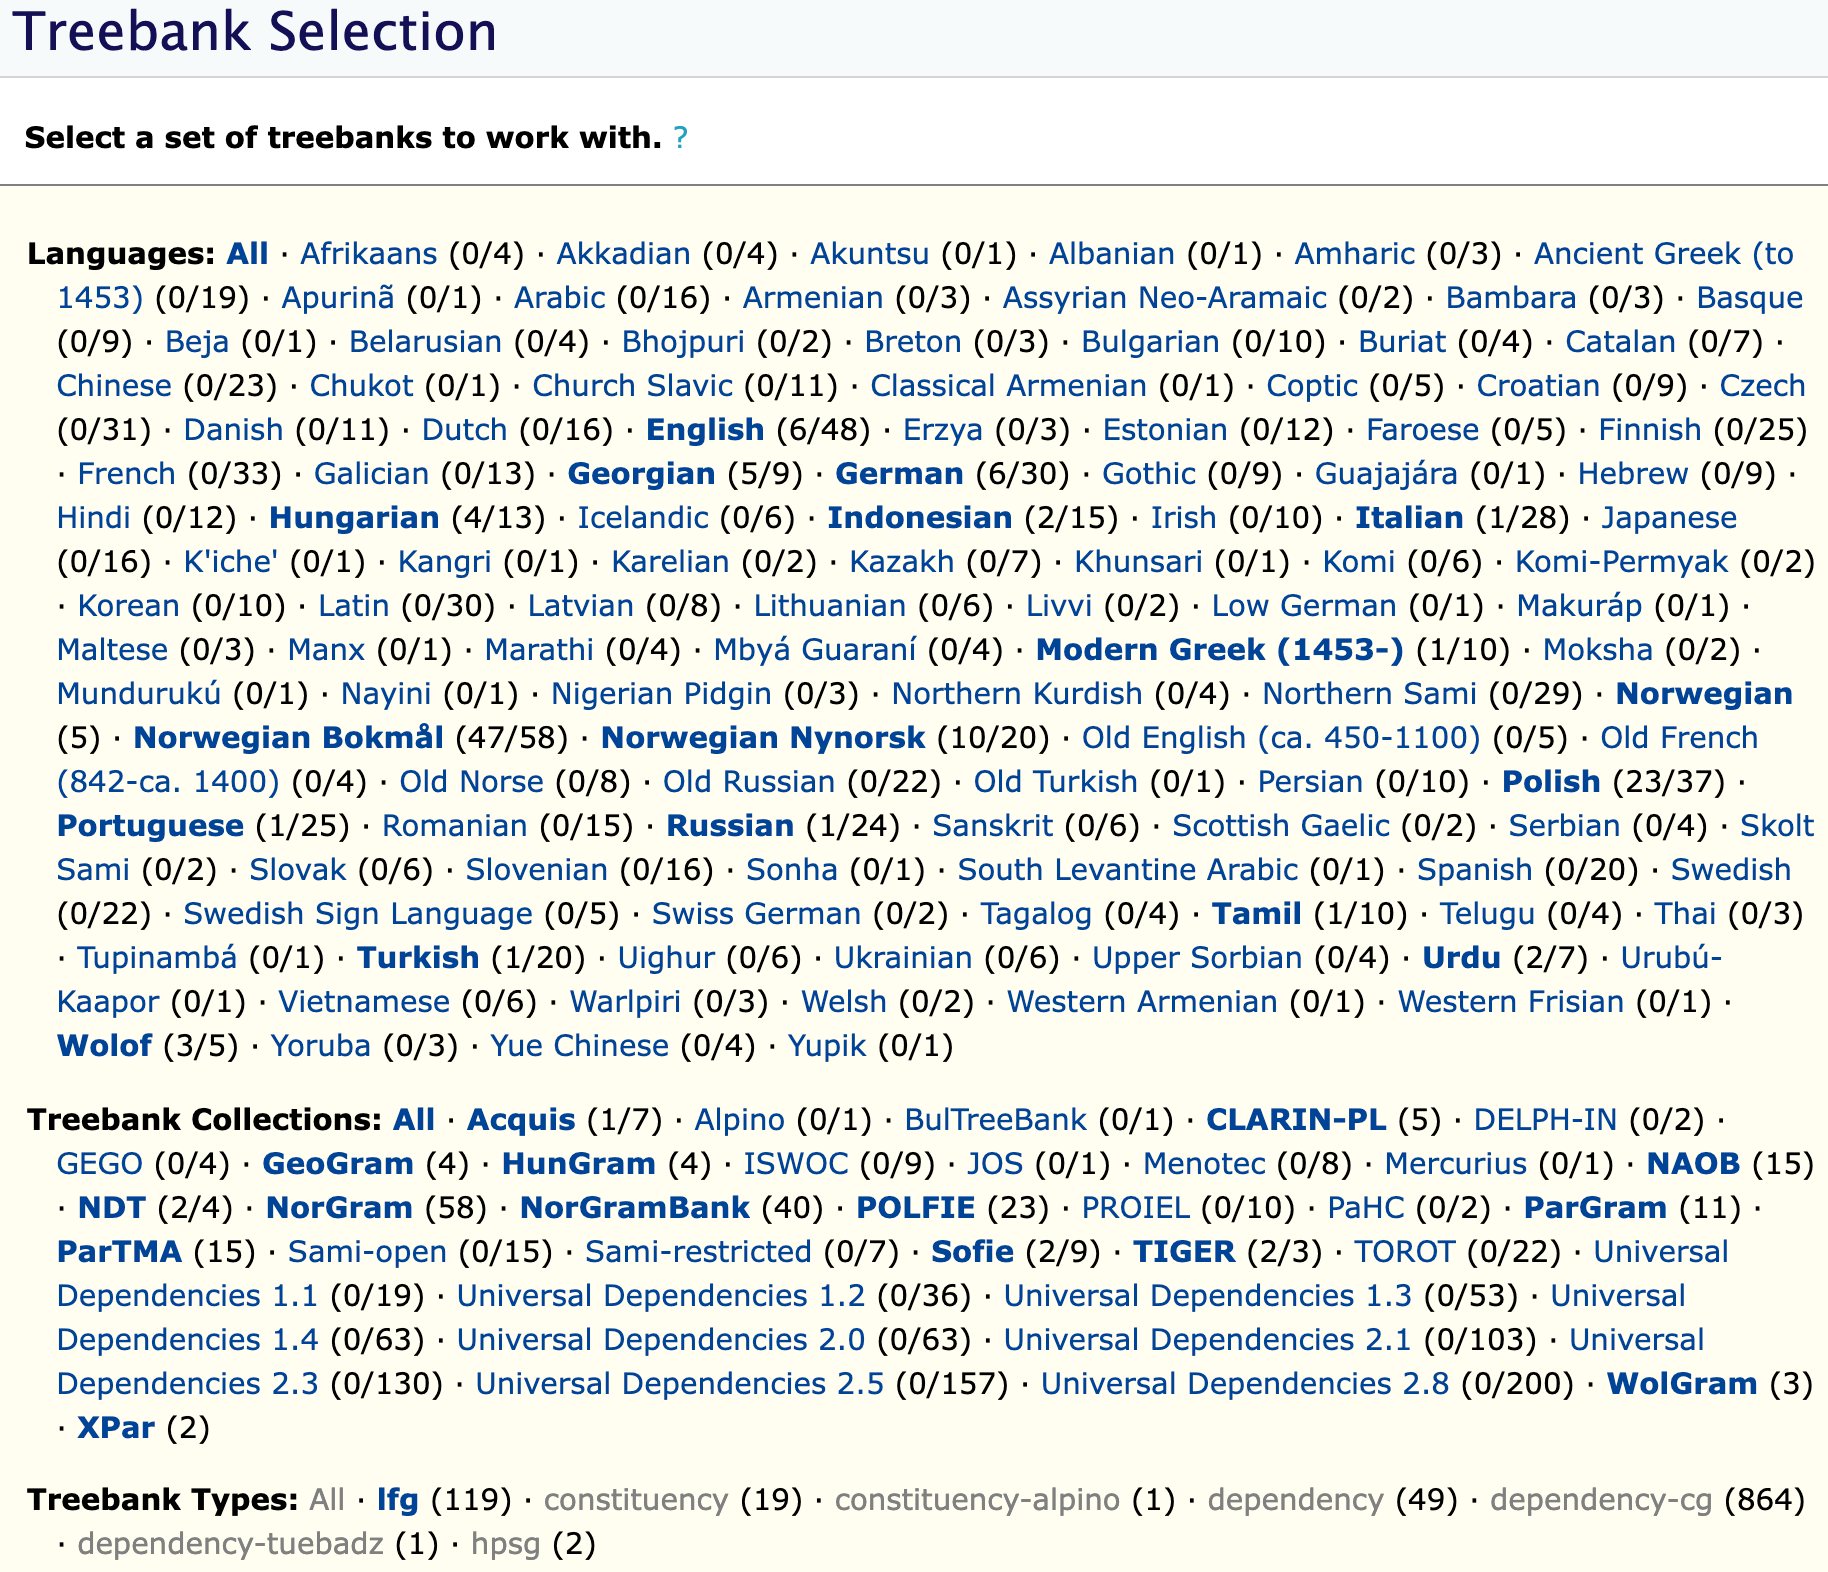 Treebank Selection
Select a set of treebanks to work with. ?
Languages: All · Afrikaans (0/4) · Akkadian (0/4) · Akuntsu (0/1) · Albanian (0/1) · Amharic (0/3) · Ancient Greek (to
1453) (0/19) · Apurinã (0/1) · Arabic (0/16) · Armenian (0/3) · Assyrian Neo-Aramaic (0/2) · Bambara (0/3) · Basque
(0/9) · Beja (0/1) · Belarusian (0/4) · Bhojpuri (0/2) · Breton (0/3) · Bulgarian (0/10) · Buriat (0/4) · Catalan (0/7) ·
Chinese (0/23) · Chukot (0/1) · Church Slavic (0/11) · Classical Armenian (0/1) · Coptic (0/5) · Croatian (0/9) · Czech
(0/31) · Danish (0/11) · Dutch (0/16) · English (6/48) · Erzya (0/3) · Estonian (0/12) · Faroese (0/5) · Finnish (0/25)
· French (0/33) · Galician (0/13) · Georgian (5/9) · German (6/30) · Gothic (0/9) · Guajajára (0/1) · Hebrew (0/9) ·
Hindi (0/12) · Hungarian (4/13) · Icelandic (0/6) · Indonesian (2/15) · Irish (0/10) · Italian (1/28) · Japanese
(0/16) · K'iche' (0/1) · Kangri (0/1) · Karelian (0/2) · Kazakh (0/7) · Khunsari (0/1) · Komi (0/6) · Komi-Permyak (0/2)
· Korean (0/10) · Latin (0/30) · Latvian (0/8) · Lithuanian (0/6) · Livvi (0/2) · Low German (0/1) · Makuráp (0/1) ·
Maltese (0/3) · Manx (0/1) · Marathi (0/4) · Mbyá Guaraní (0/4) · Modern Greek (1453-) (1/10) · Moksha (0/2) ·
Mundurukú (0/1) · Nayini (0/1) · Nigerian Pidgin (0/3) · Northern Kurdish (0/4) · Northern Sami (0/29) · Norwegian
(5) · Norwegian Bokmål (47/58) · Norwegian Nynorsk (10/20) · Old English (ca. 450-1100) (0/5) · Old French
(842-ca. 1400) (0/4) · Old Norse (0/8) · Old Russian (0/22) · Old Turkish (0/1) · Persian (0/10) · Polish (23/37) ·
Portuguese (1/25) · Romanian (0/15) · Russian (1/24) · Sanskrit (0/6) · Scottish Gaelic (0/2) · Serbian (0/4) · Skolt
Sami (0/2) · Slovak (0/6) · Slovenian (0/16) · Sonha (0/1) · South Levantine Arabic (0/1) · Spanish (0/20) · Swedish
(0/22) · Swedish Sign Language (0/5) · Swiss German (0/2) · Tagalog (0/4) · Tamil (1/10) · Telugu (0/4) · Thai (0/3)
· Tupinambá (0/1) · Turkish (1/20) · Uighur (0/6) · Ukrainian (0/6) · Upper Sorbian (0/4) · Urdu (2/7) · Urubú-
Kaapor (0/1) · Vietnamese (0/6) · Warlpiri (0/3) · Welsh (0/2) · Western Armenian (0/1) · Western Frisian (0/1) ·
Wolof (3/5) · Yoruba (0/3) · Yue Chinese (0/4) · Yupik (0/1)
Treebank Collections: All · Acquis (1/7) · Alpino (0/1) · BulTreeBank (0/1) · CLARIN-PL (5) · DELPH-IN (0/2) ·
GEGO (0/4) · GeoGram (4) · HunGram (4) · ISWOC (0/9) · JOS (0/1) · Menotec (0/8) · Mercurius (0/1) · NAOB (15)
· NDT (2/4) · NorGram (58) · NorGramBank (40) · POLFIE (23) · PROIEL (0/10) · PaHC (0/2) · ParGram (11) ·
ParTMA (15) · Sami-open (0/15) · Sami-restricted (0/7) · Sofie (2/9) · TIGER (2/3) · TOROT (0/22) · Universal
Dependencies 1.1 (0/19) · Universal Dependencies 1.2 (0/36) · Universal Dependencies 1.3 (0/53) · Universal
Dependencies 1.4 (0/63) · Universal Dependencies 2.0 (0/63) · Universal Dependencies 2.1 (0/103) · Universal
Dependencies 2.3 (0/130) · Universal Dependencies 2.5 (0/157) · Universal Dependencies 2.8 (0/200) · WolGram (3)
· XPar (2)
Treebank Types: All · lfg (119) · constituency (19) · constituency-alpino (1) · dependency (49) · dependency-cg (864)
· dependency-tuebadz (1) · hpsg (2)